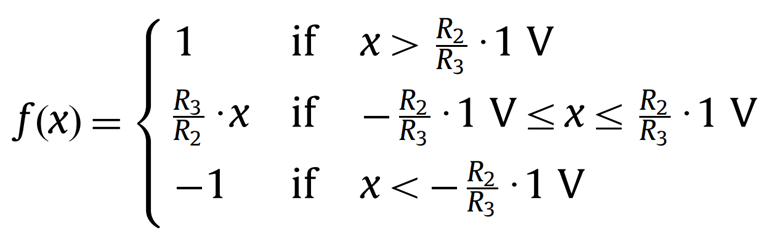 f(x) = { 1 if x > R₂/R₃ · 1 V
R₃/R₂ · x if −R₂/R₃ · 1 V ≤ x ≤ R₂/R₃ · 1 V
−1 if x < −R₂/R₃ · 1 V